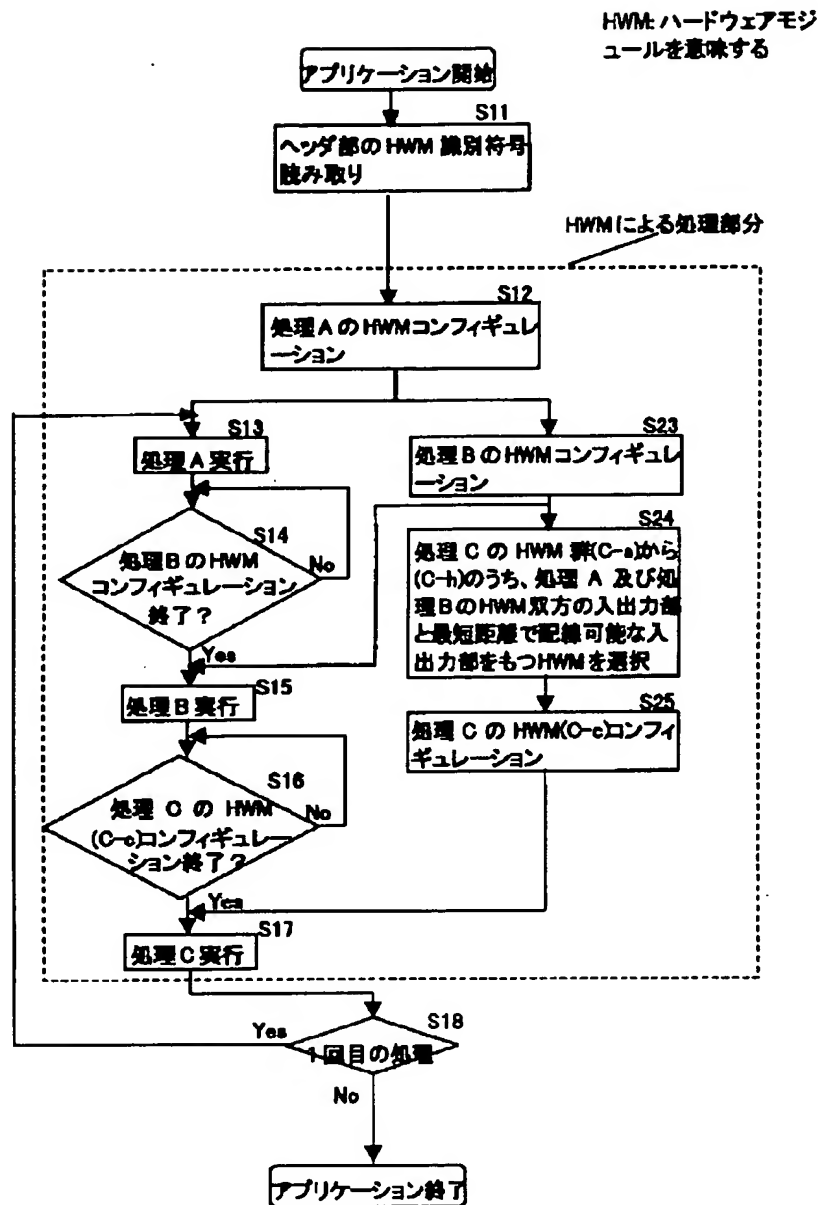 HWM: ハードウェアモジ
ュールを意味する
アプリケーション開始
S11
ヘッダ部のHWM 識別符号
読み取り
HWMによる処理部分
S12
処理AのHWMコンフィギュレ
ーション
S13
処理A実行
S23
処理BのHWMコンフィギュレ
ーション
S14
処理BのHWM
コンフィギュレーション
終了?
No
Yes
S24
処理CのHWM 群(C-a)から
(C-h)のうち、処理A 及び処
理BのHWM双方の入出力部
と最短距離で配線可能な入
出力部をもつHWMを選択
S15
処理B実行
S25
処理CのHWM(C-c)コンフィ
ギュレーション
S16
処理CのHWM
(C-c)コンフィギュレー
ション終了?
No
Yes
S17
処理C実行
S18
1回目の処理
Yes
No
アプリケーション終了